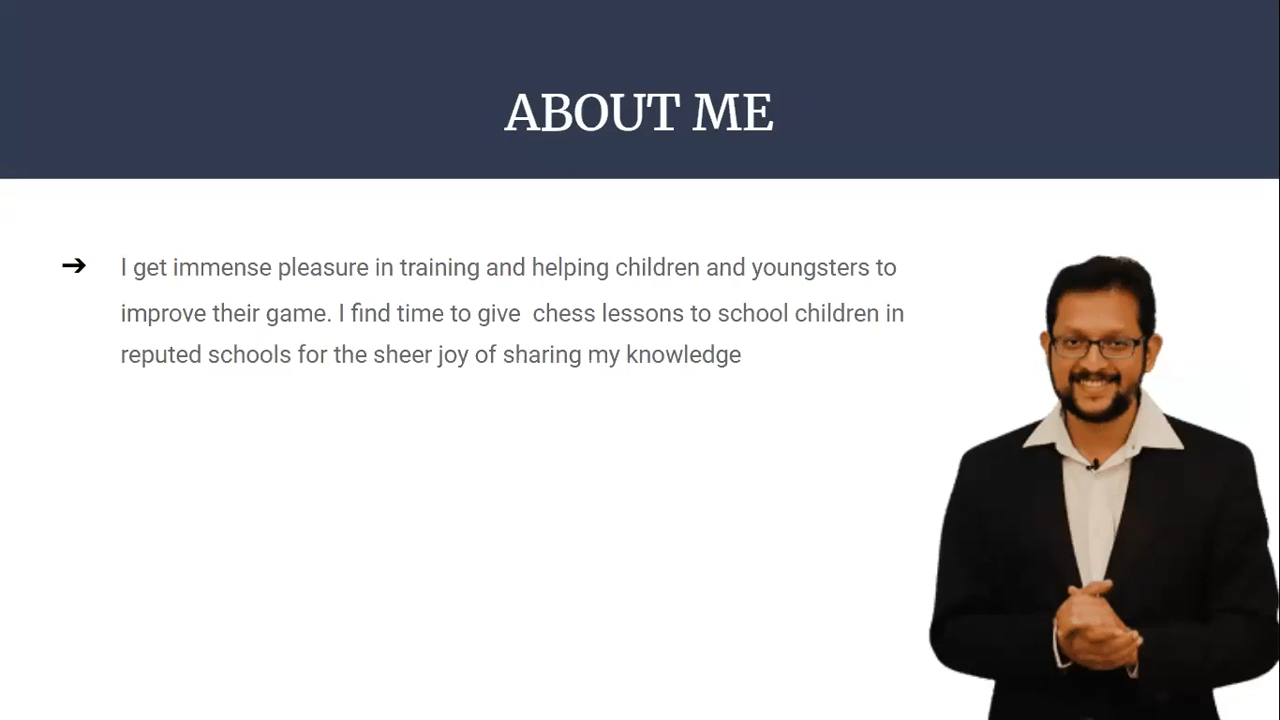 ABOUT ME
➔ I get immense pleasure in training and helping children and youngsters to
improve their game. I find time to give  chess lessons to school children in
reputed schools for the sheer joy of sharing my knowledge